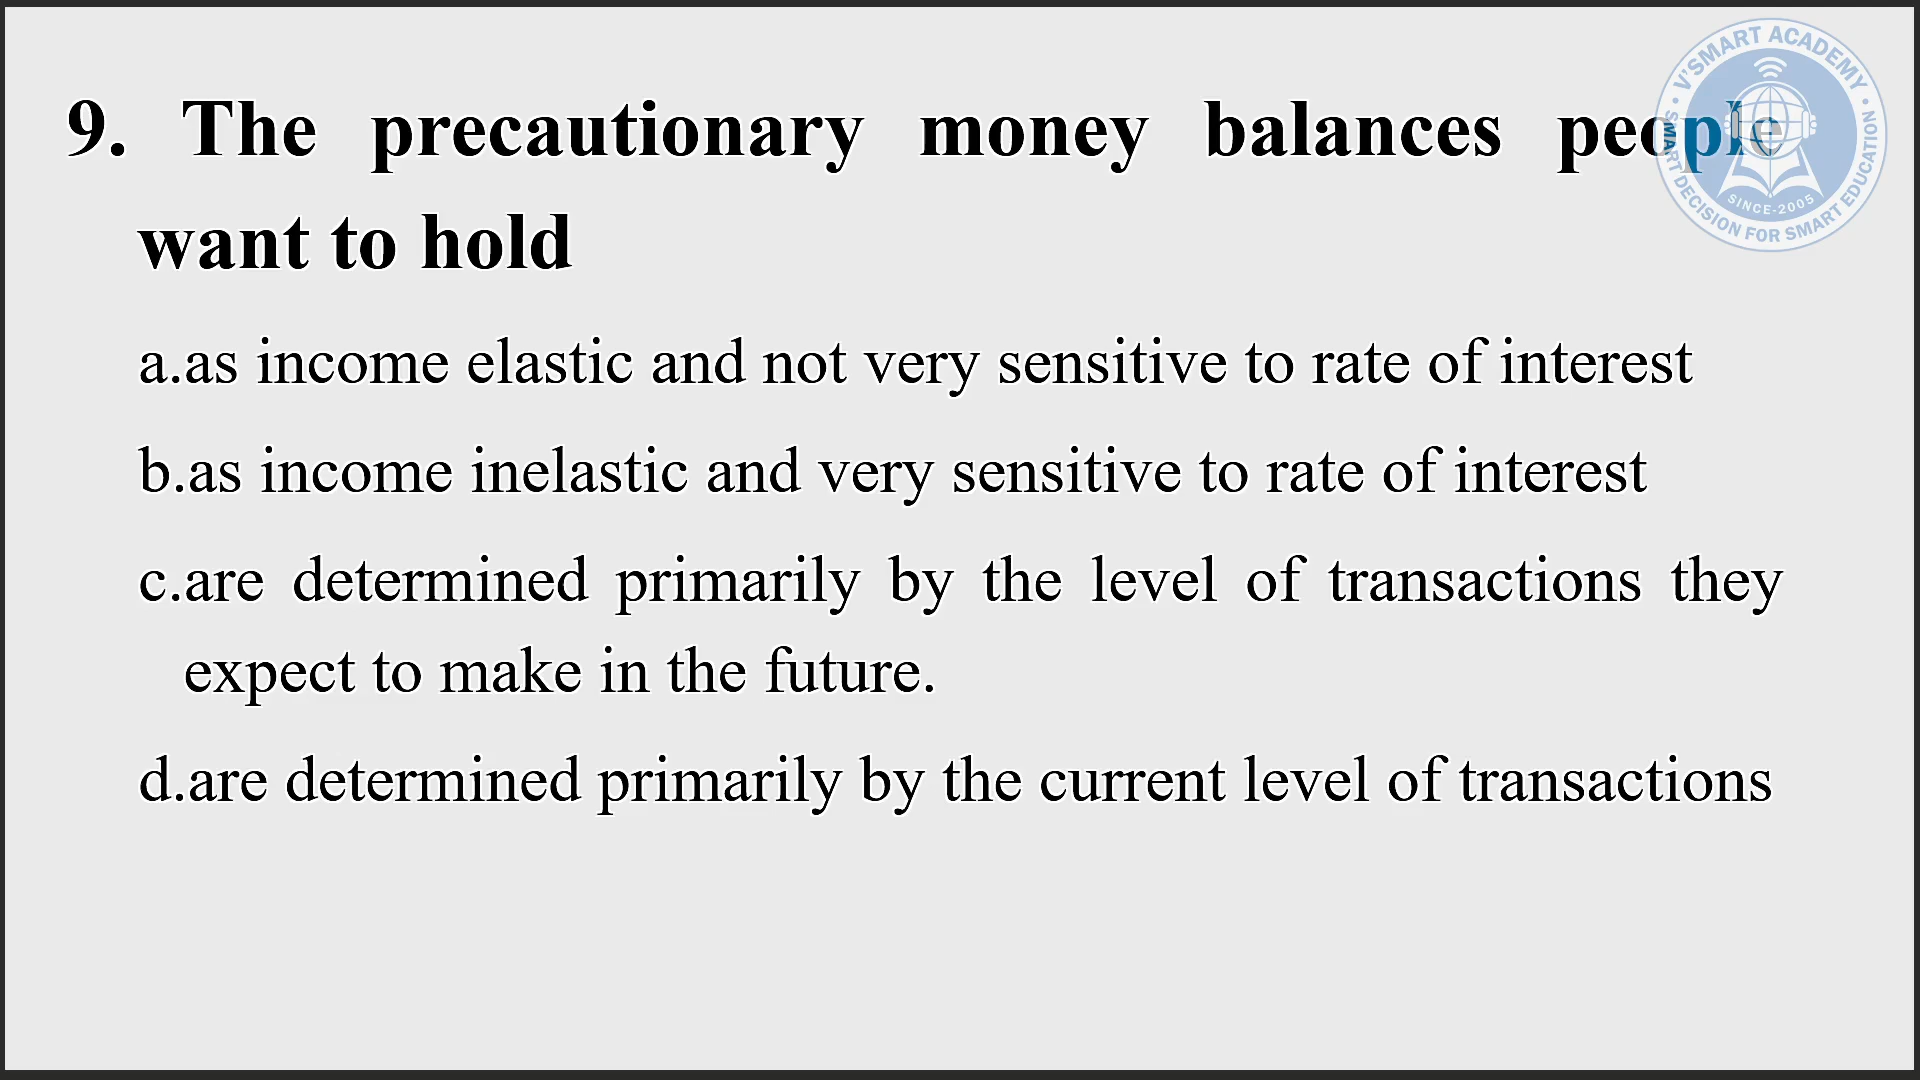 9. The precautionary money balances people
want to hold
a.as income elastic and not very sensitive to rate of interest
b.as income inelastic and very sensitive to rate of interest
c.are determined primarily by the level of transactions they
expect to make in the future.
d.are determined primarily by the current level of transactions
V'SMART ACADEMY
SMART DECISION FOR SMART EDUCATION
SINCE-2005